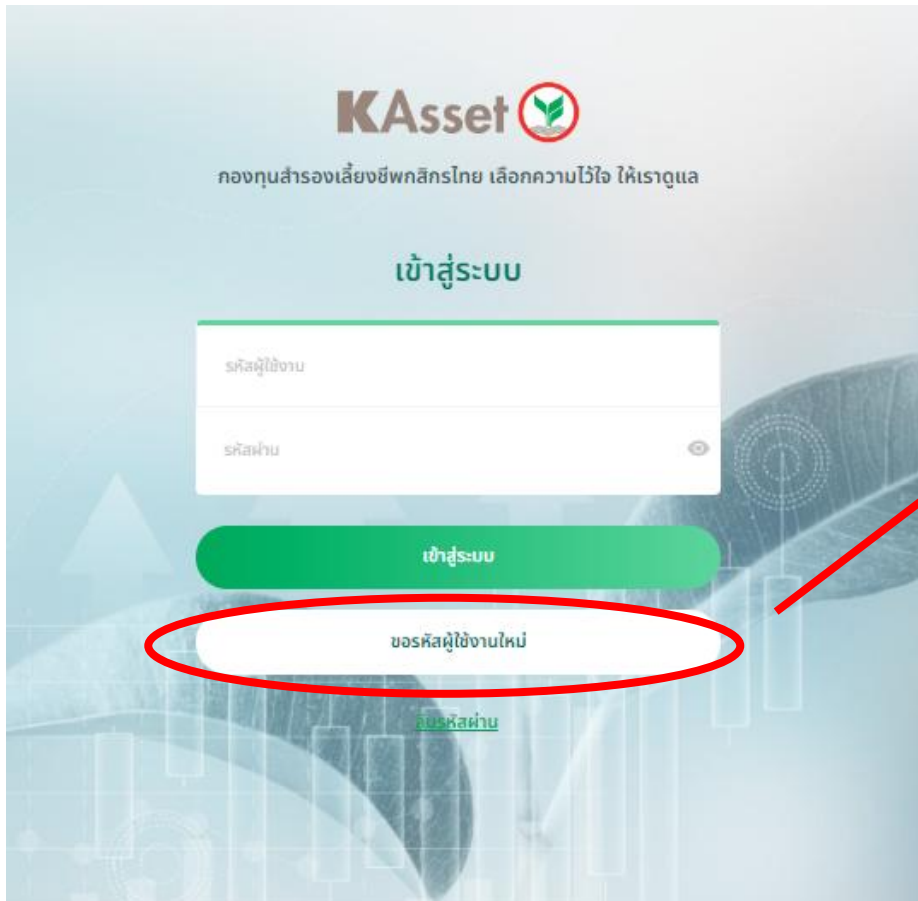 KAsset
กองทุนสำรองเลี้ยงชีพกสิกรไทย เลือกความไว้ใจ ให้เราดูแล
เข้าสู่ระบบ
รหัสผู้ใช้งาน
รหัสผ่าน
เข้าสู่ระบบ
ขอรหัสผู้ใช้งานใหม่
ลืมรหัสผ่าน